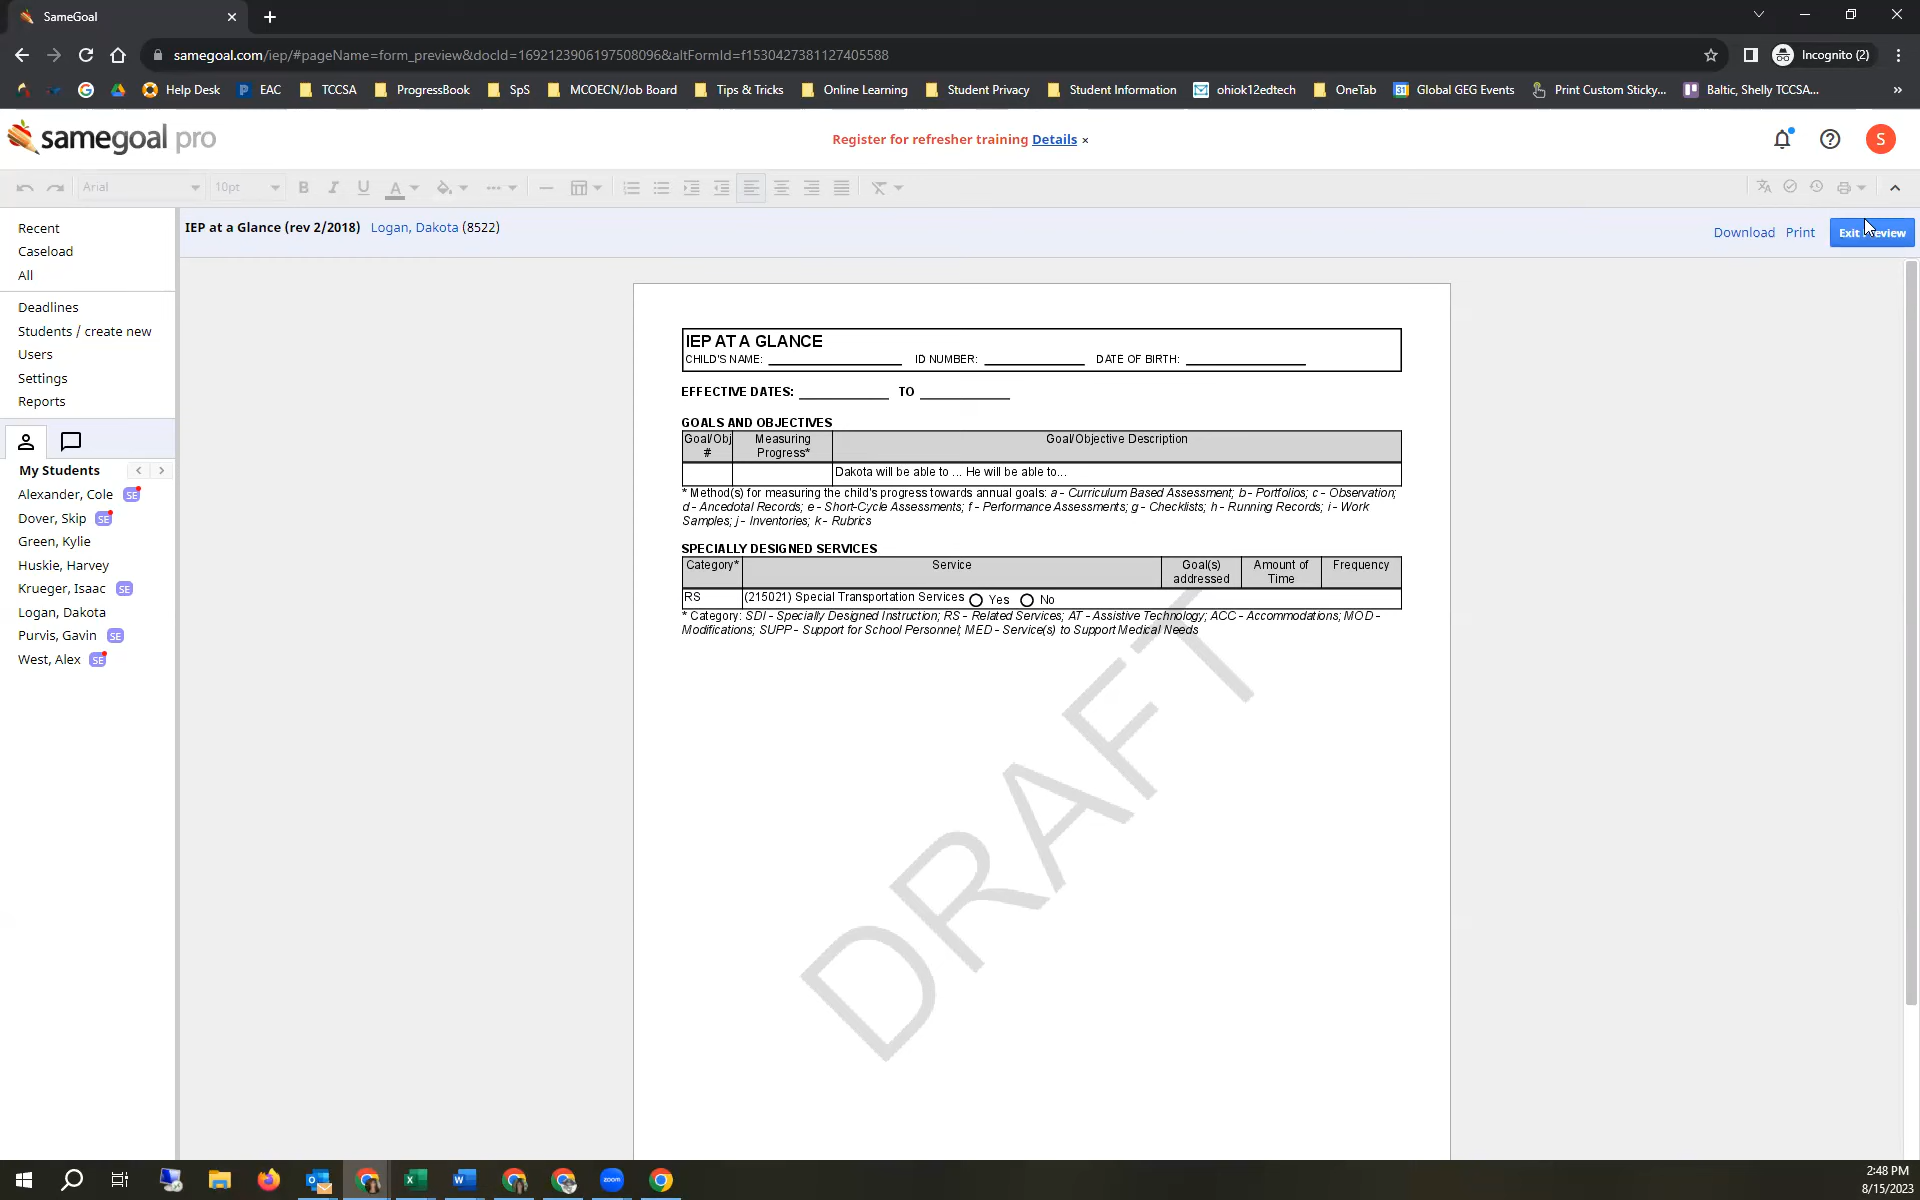 SameGoal
samegoal.com/iep/#pageName=form_preview&docId=1692123906197508096&altFormId=f1530427381127405588
Incognito (2)
Help Desk
EAC
TCCSA
ProgressBook
SpS
MCOECN/Job Board
Tips & Tricks
Online Learning
Student Privacy
Student Information
ohiok12edtech
OneTab
Global GEG Events
Print Custom Sticky...
Baltic, Shelly TCCSA...
samegoal pro
Register for refresher training Details ×
S
Arial
10pt
B I U A
Recent
Caseload
All
Deadlines
Students / create new
Users
Settings
Reports
My Students
Alexander, Cole SE
Dover, Skip SE
Green, Kylie
Huskie, Harvey
Krueger, Isaac SE
Logan, Dakota
Purvis, Gavin SE
West, Alex SE
IEP at a Glance (rev 2/2018) Logan, Dakota (8522)
Download Print
Exit
IEP AT A GLANCE
CHILD'S NAME: ID NUMBER: DATE OF BIRTH:
EFFECTIVE DATES: TO
GOALS AND OBJECTIVES
Goal/Obj # Measuring Progress* Goal/Objective Description
Dakota will be able to ... He will be able to...
* Method(s) for measuring the child's progress towards annual goals: a - Curriculum Based Assessment; b - Portfolios; c - Observation;
d - Ancedotal Records; e - Short-Cycle Assessments; f - Performance Assessments; g - Checklists; h - Running Records; i - Work
Samples; j - Inventories; k - Rubrics
SPECIALLY DESIGNED SERVICES
Category* Service Goal(s) addressed Amount of Time Frequency
RS (215021) Special Transportation Services Yes No
* Category: SDI - Specially Designed Instruction; RS - Related Services; AT - Assistive Technology; ACC - Accommodations; MOD -
Modifications; SUPP - Support for School Personnel; MED - Service(s) to Support Medical Needs
DRAFT
zoom
2:48 PM
8/15/2023